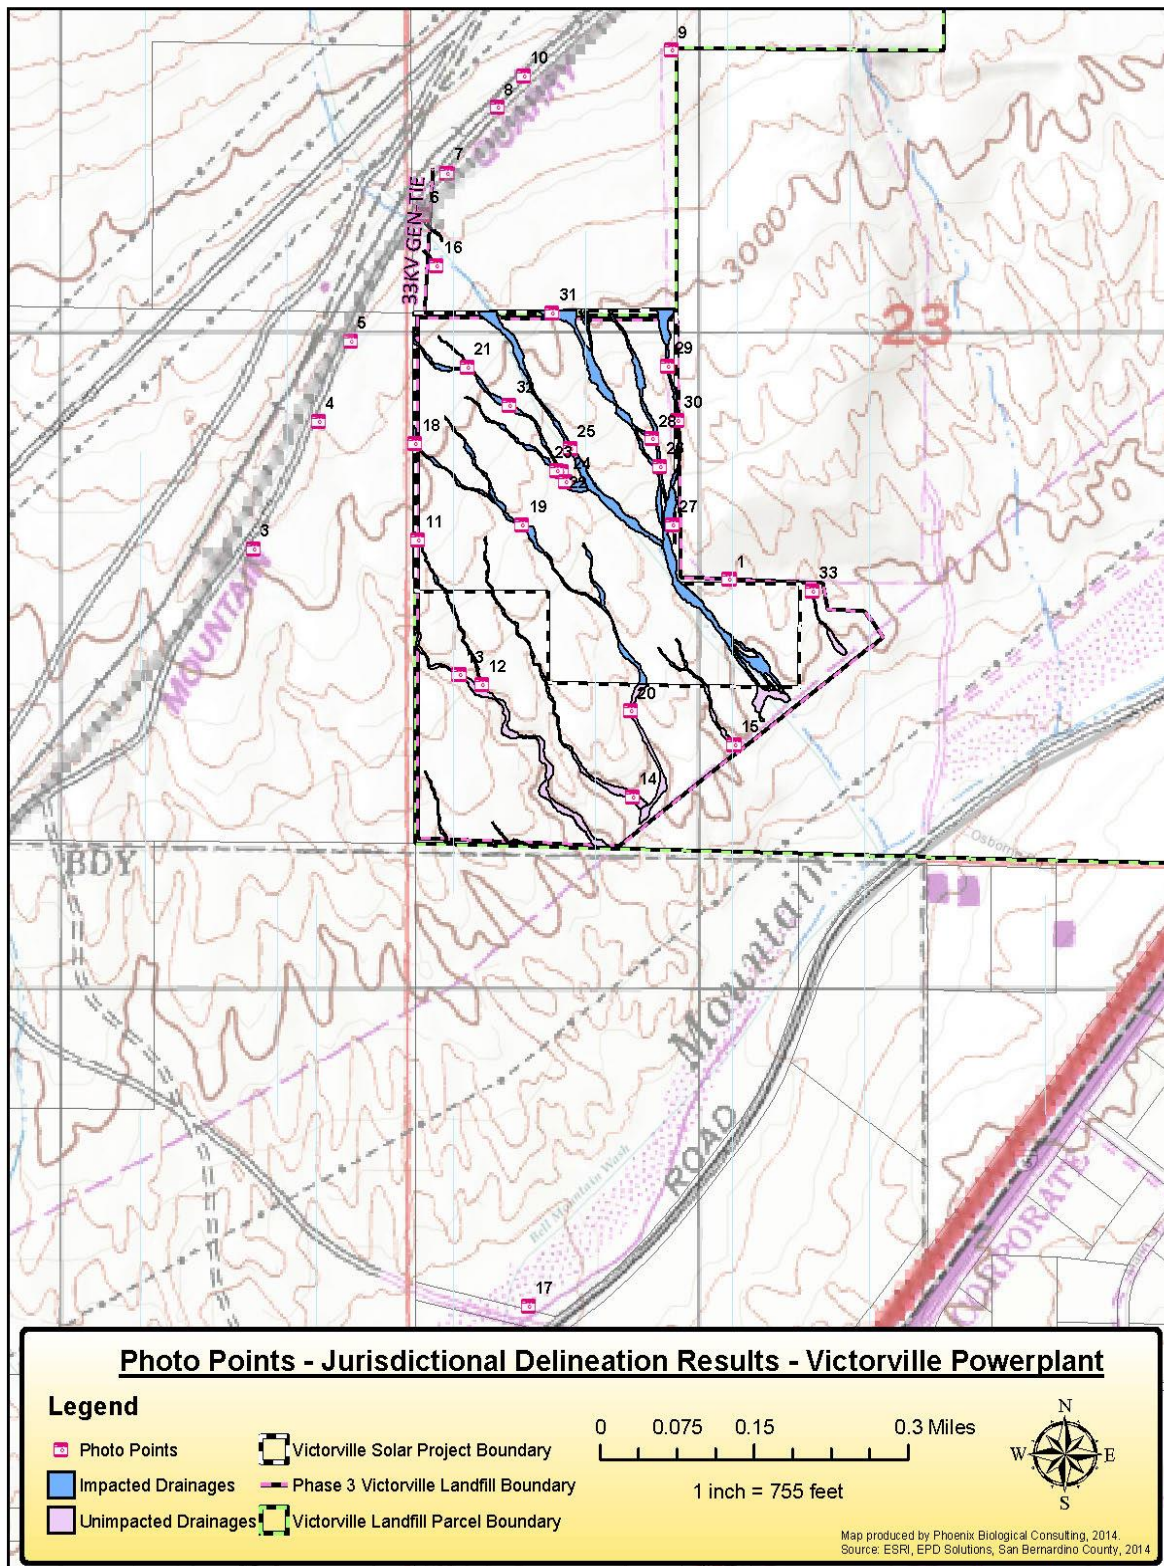 9
10
8
QUARRY
7
33KV GEN-TIE
6
16
3000
31
23
5
21
29
32
30
4
18
25
28
26
23
24
22
19
27
11
3
1
33
MOUNTAIN
3
12
20
15
14
BDY
Mountain
ROAD
Bell Mountain Wash
CORPORATE
17
Photo Points - Jurisdictional Delineation Results - Victorville Powerplant
Legend
Photo Points
Impacted Drainages
Unimpacted Drainages
Victorville Solar Project Boundary
Phase 3 Victorville Landfill Boundary
Victorville Landfill Parcel Boundary
0 0.075 0.15 0.3 Miles
1 inch = 755 feet
N
W E
S
Map produced by Phoenix Biological Consulting, 2014.
Source: ESRI, EPD Solutions, San Bernardino County, 2014